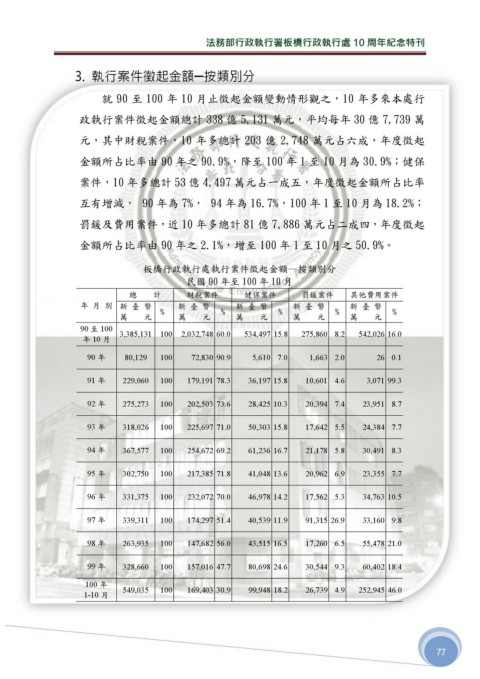 法務部行政執行署板橋行政執行處 10 周年紀念特刊
3. 執行案件徵起金額─按類別分
就 90 至 100 年 10 月止徵起金額變動情形觀之，10 年多來本處行
政執行案件徵起金額總計 338 億 5,131 萬元，平均每年 30 億 7,739 萬
元，其中財稅案件，10 年多總計 203 億 2,748 萬元占六成，年度徵起
金額所占比率由 90 年之 90.9%，降至 100 年 1 至 10 月為 30.9%；健保
案件，10 年多總計 53 億 4,497 萬元占一成五，年度徵起金額所占比率
互有增減， 90 年為 7%， 94 年為 16.7%，100 年 1 至 10 月為 18.2%；
罰鍰及費用案件，近 10 年多總計 81 億 7,886 萬元占二成四，年度徵起
金額所占比率由 90 年之 2.1%，增至 100 年 1 至 10 月之 50.9%。
板橋行政執行處執行案件徵起金額─按類別分
民國 90 年至 100 年 10 月
年 月 別 總 計 財稅案件 健保案件 罰鍰案件 其他費用案件
新 臺 幣 % 新 臺 幣 % 新 臺 幣 % 新 臺 幣 % 新 臺 幣 %
萬 元 萬 元 萬 元 萬 元 萬 元
90 至 100
年 10 月 3,385,131 100 2,032,748 60.0 534,497 15.8 275,860 8.2 542,026 16.0
90 年 80,129 100 72,830 90.9 5,610 7.0 1,663 2.0 26 0.1
91 年 229,060 100 179,191 78.3 36,197 15.8 10,601 4.6 3,071 99.3
92 年 275,273 100 202,503 73.6 28,425 10.3 20,394 7.4 23,951 8.7
93 年 318,026 100 225,697 71.0 50,303 15.8 17,642 5.5 24,384 7.7
94 年 367,577 100 254,672 69.2 61,236 16.7 21,178 5.8 30,491 8.3
95 年 302,750 100 217,385 71.8 41,048 13.6 20,962 6.9 23,355 7.7
96 年 331,375 100 232,072 70.0 46,978 14.2 17,562 5.3 34,763 10.5
97 年 339,311 100 174,297 51.4 40,539 11.9 91,315 26.9 33,160 9.8
98 年 263,935 100 147,682 56.0 43,515 16.5 17,260 6.5 55,478 21.0
99 年 328,660 100 157,016 47.7 80,698 24.6 30,544 9.3 60,402 18.4
100 年
1-10 月 549,035 100 169,403 30.9 99,948 18.2 26,739 4.9 252,945 46.0
77